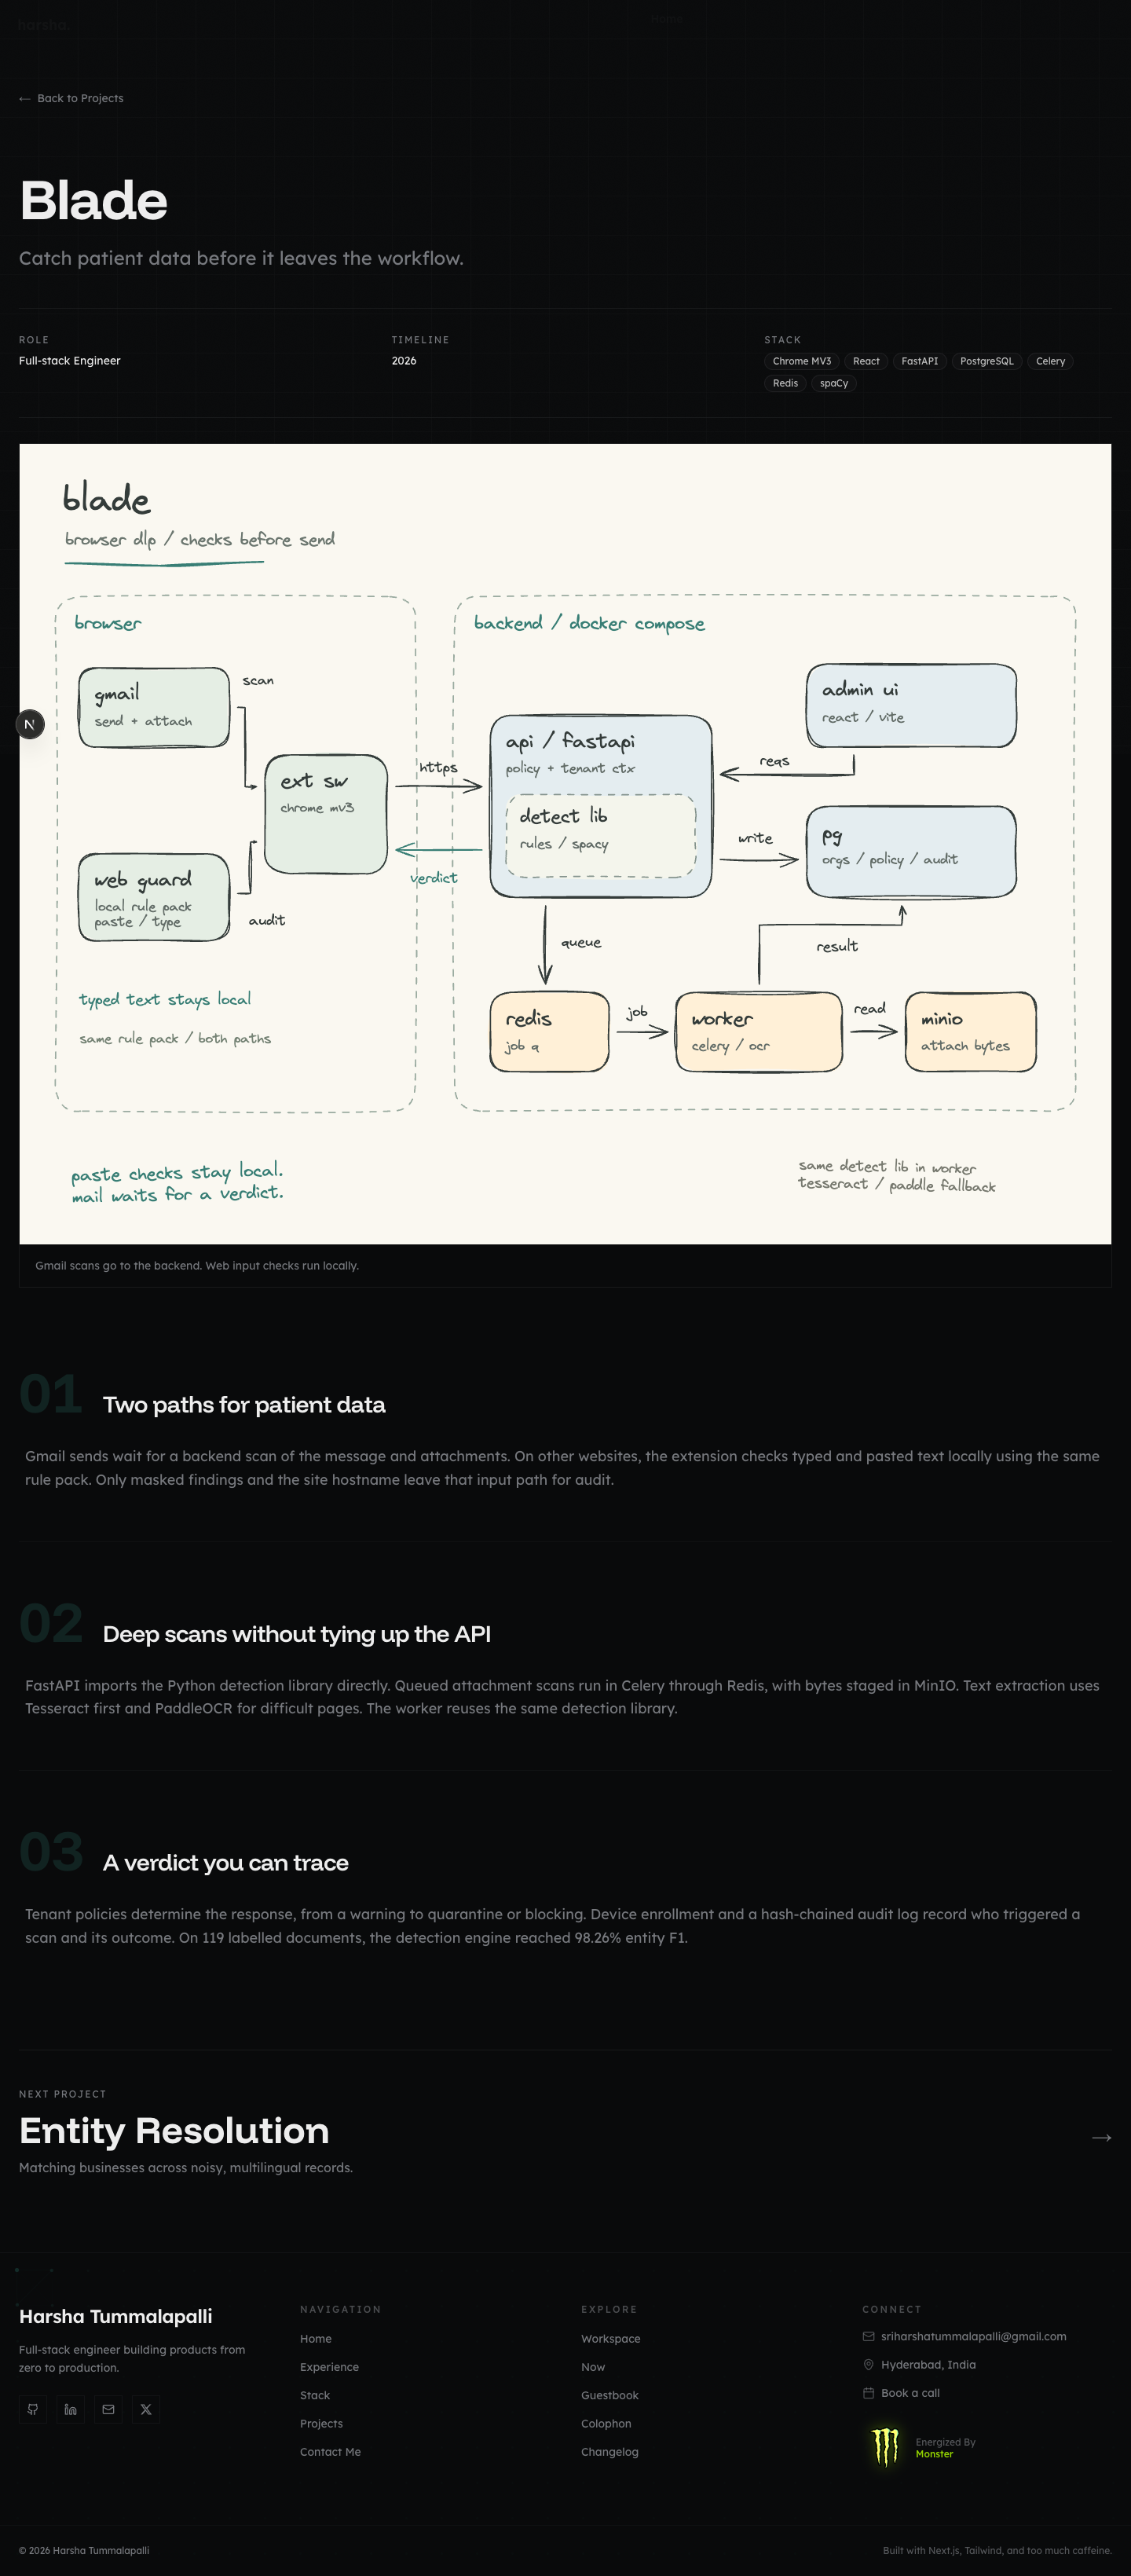 harsha.
Home
← Back to Projects
Blade
Catch patient data before it leaves the workflow.
ROLE
Full-stack Engineer
TIMELINE
2026
STACK
Chrome MV3 React FastAPI PostgreSQL Celery
Redis spaCy
blade
browser dlp / checks before send
browser
gmail
send + attach
scan
ext sw
chrome mv3
web guard
local rule pack
paste / type
audit
typed text stays local
same rule pack / both paths
https
verdict
backend / docker compose
api / fastapi
policy + tenant ctx
detect lib
rules / spacy
admin ui
react / vite
reqs
write
pg
orgs / policy / audit
queue
result
redis
job q
job
worker
celery / ocr
read
minio
attach bytes
paste checks stay local.
mail waits for a verdict.
same detect lib in worker
tesseract / paddle fallback
N
Gmail scans go to the backend. Web input checks run locally.
01 Two paths for patient data
Gmail sends wait for a backend scan of the message and attachments. On other websites, the extension checks typed and pasted text locally using the same
rule pack. Only masked findings and the site hostname leave that input path for audit.
02 Deep scans without tying up the API
FastAPI imports the Python detection library directly. Queued attachment scans run in Celery through Redis, with bytes staged in MinIO. Text extraction uses
Tesseract first and PaddleOCR for difficult pages. The worker reuses the same detection library.
03 A verdict you can trace
Tenant policies determine the response, from a warning to quarantine or blocking. Device enrollment and a hash-chained audit log record who triggered a
scan and its outcome. On 119 labelled documents, the detection engine reached 98.26% entity F1.
NEXT PROJECT
Entity Resolution
Matching businesses across noisy, multilingual records.
→
Harsha Tummalapalli
Full-stack engineer building products from
zero to production.
NAVIGATION
Home
Experience
Stack
Projects
Contact Me
EXPLORE
Workspace
Now
Guestbook
Colophon
Changelog
CONNECT
sriharshatummalapalli@gmail.com
Hyderabad, India
Book a call
Energized By
Monster
© 2026 Harsha Tummalapalli
Built with Next.js, Tailwind, and too much caffeine.